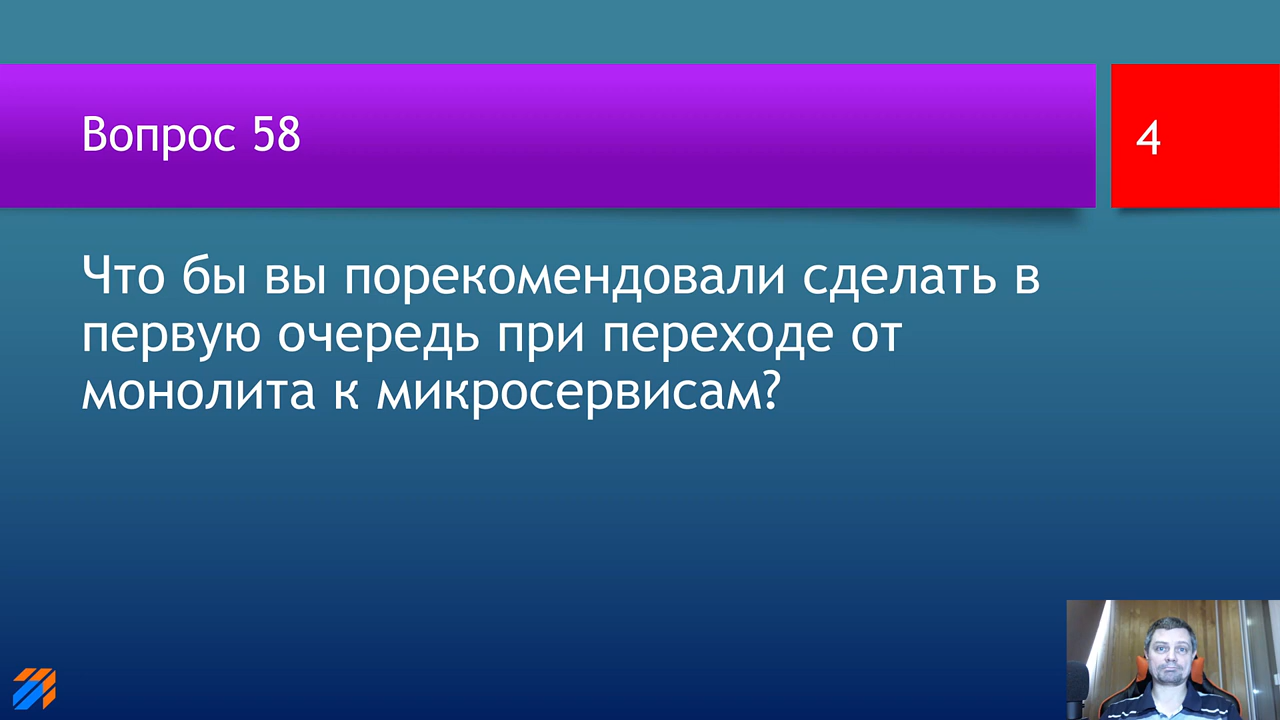 Вопрос 58
4
Что бы вы порекомендовали сделать в
первую очередь при переходе от
монолита к микросервисам?